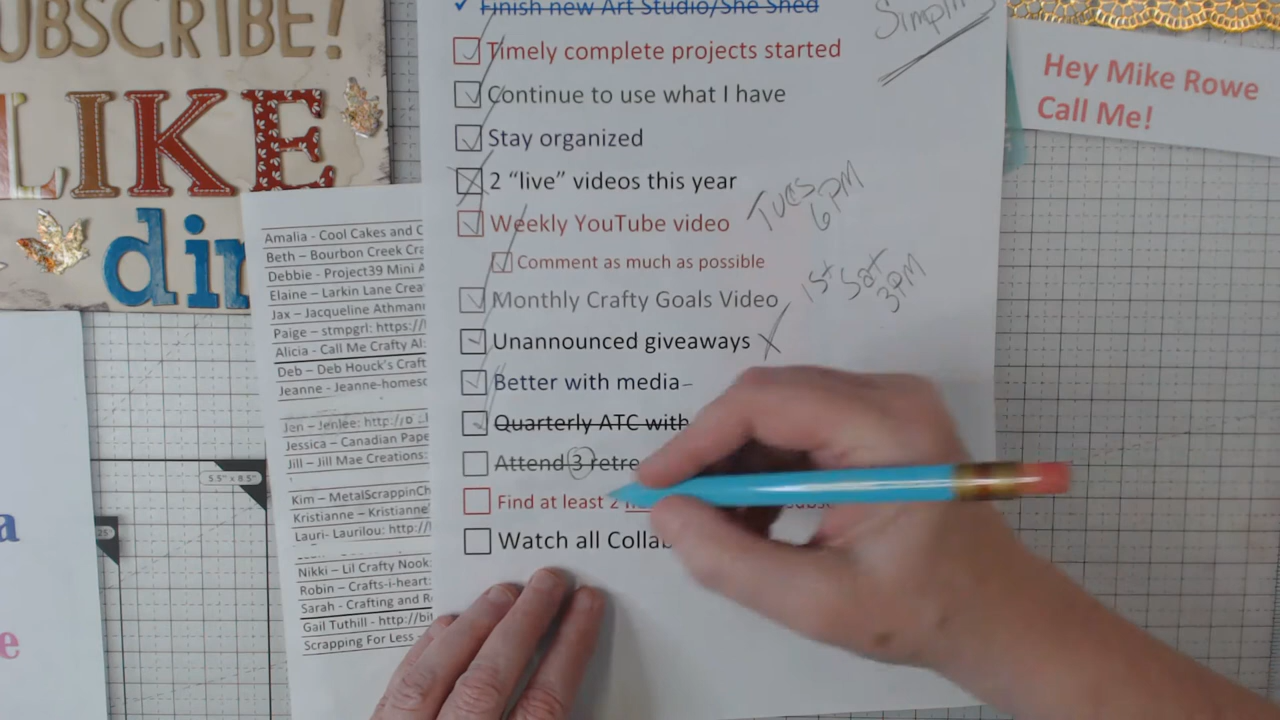 UBSCRIBE!
LIKE
Finish new Art Studio/She Shed
Timely complete projects started
Continue to use what I have
Stay organized
2 “live” videos this year
Weekly YouTube video
Comment as much as possible
Monthly Crafty Goals Video
Unannounced giveaways
Better with media
Quarterly ATC with
Attend 3 retre
Find at least 2
Watch all Collab
Tues
6PM
1st Sat
3PM
Hey Mike Rowe
Call Me!
Amalia - Cool Cakes and C
Beth – Bourbon Creek Cra
Debbie - Project39 Mini A
Elaine – Larkin Lane Crea
Jax – Jacqueline Athman
Paige – stmpgrl: https://
Alicia - Call Me Crafty Al:
Deb – Deb Houck's Craft
Jeanne - Jeanne-homesc
Jen – Jenlee: http://
Jessica – Canadian Pape
Jill – Jill Mae Creations:
Kim – MetalScrappinCh
Kristianne – Kristianne
Lauri- Laurilou: http://
Nikki – Lil Crafty Nook:
Robin – Crafts-i-heart:
Sarah - Crafting and R
Gail Tuthill - http://bit
Scrapping For Less -
5.5" x 8.5"
a
e